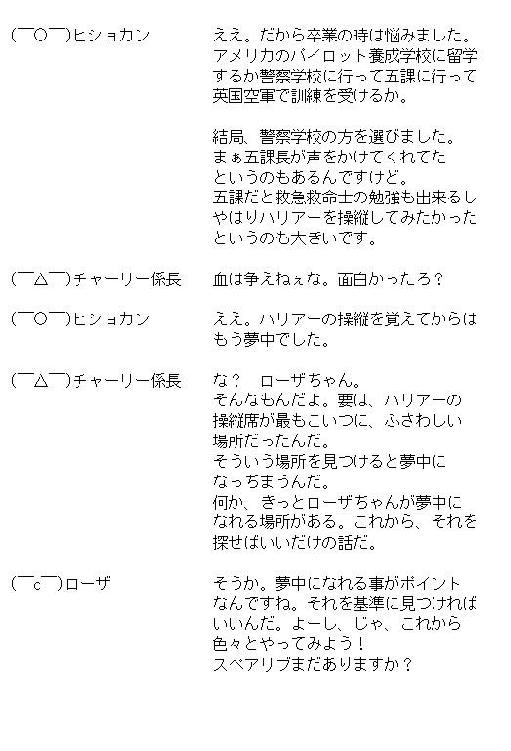 (￣○￣)ヒショカン　ええ。だから卒業の時は悩みました。
アメリカのパイロット養成学校に留学
するか警察学校に行って五課に行って
英国空軍で訓練を受けるか。
結局、警察学校の方を選びました。
まぁ五課長が声をかけてくれてた
というのもあるんですけど。
五課だと救急救命士の勉強も出来るし
やはりハリアーを操縦してみたかった
というのも大きいです。
(￣△￣)チャーリー係長　血は争えねぇな。面白かったろ？
(￣○￣)ヒショカン　ええ。ハリアーの操縦を覚えてからは
もう夢中でした。
(￣△￣)チャーリー係長　な？　ローザちゃん。
そんなもんだよ。要は、ハリアーの
操縦席が最もこいつに、ふさわしい
場所だったんだ。
そういう場所を見つけると夢中に
なっちまうんだ。
何か、きっとローザちゃんが夢中に
なれる場所がある。これから、それを
探せばいいだけの話だ。
(￣c￣)ローザ　そうか。夢中になれる事がポイント
なんですね。それを基準に見つければ
いいんだ。よーし、じゃ、これから
色々とやってみよう！
スペアリブまだありますか？